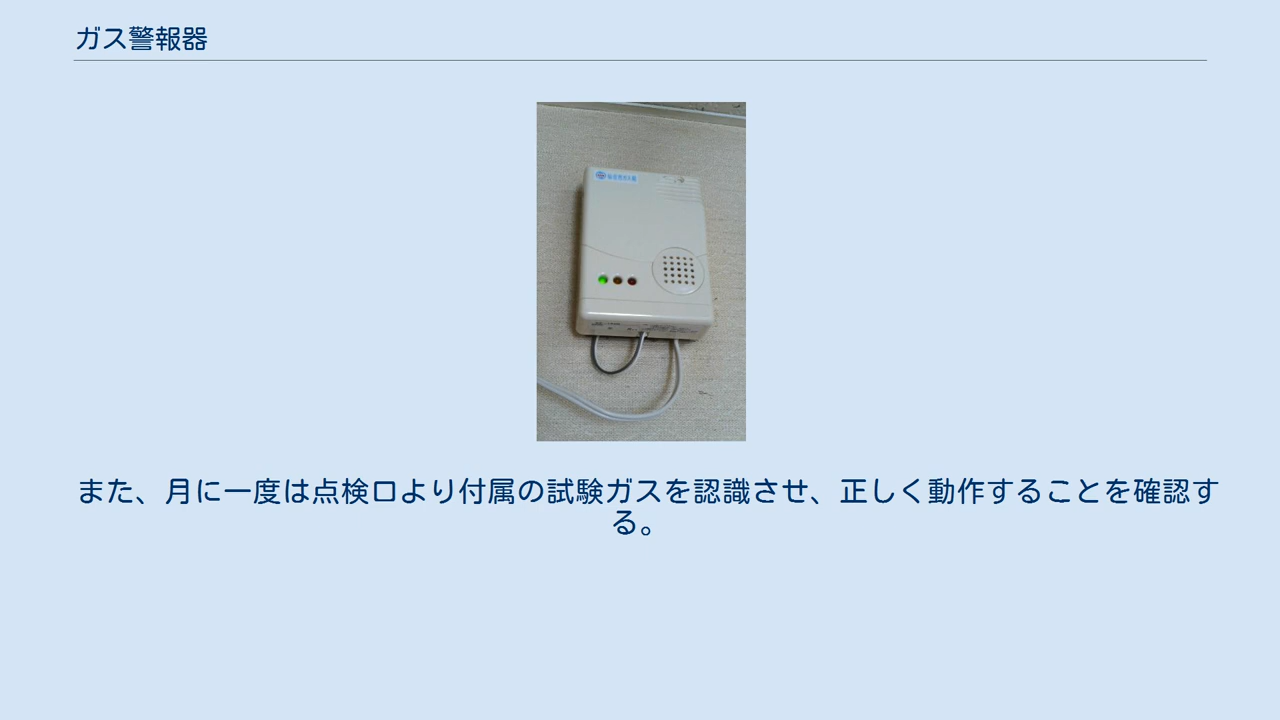 ガス警報器
また、月に一度は点検口より付属の試験ガスを認識させ、正しく動作することを確認す
る。